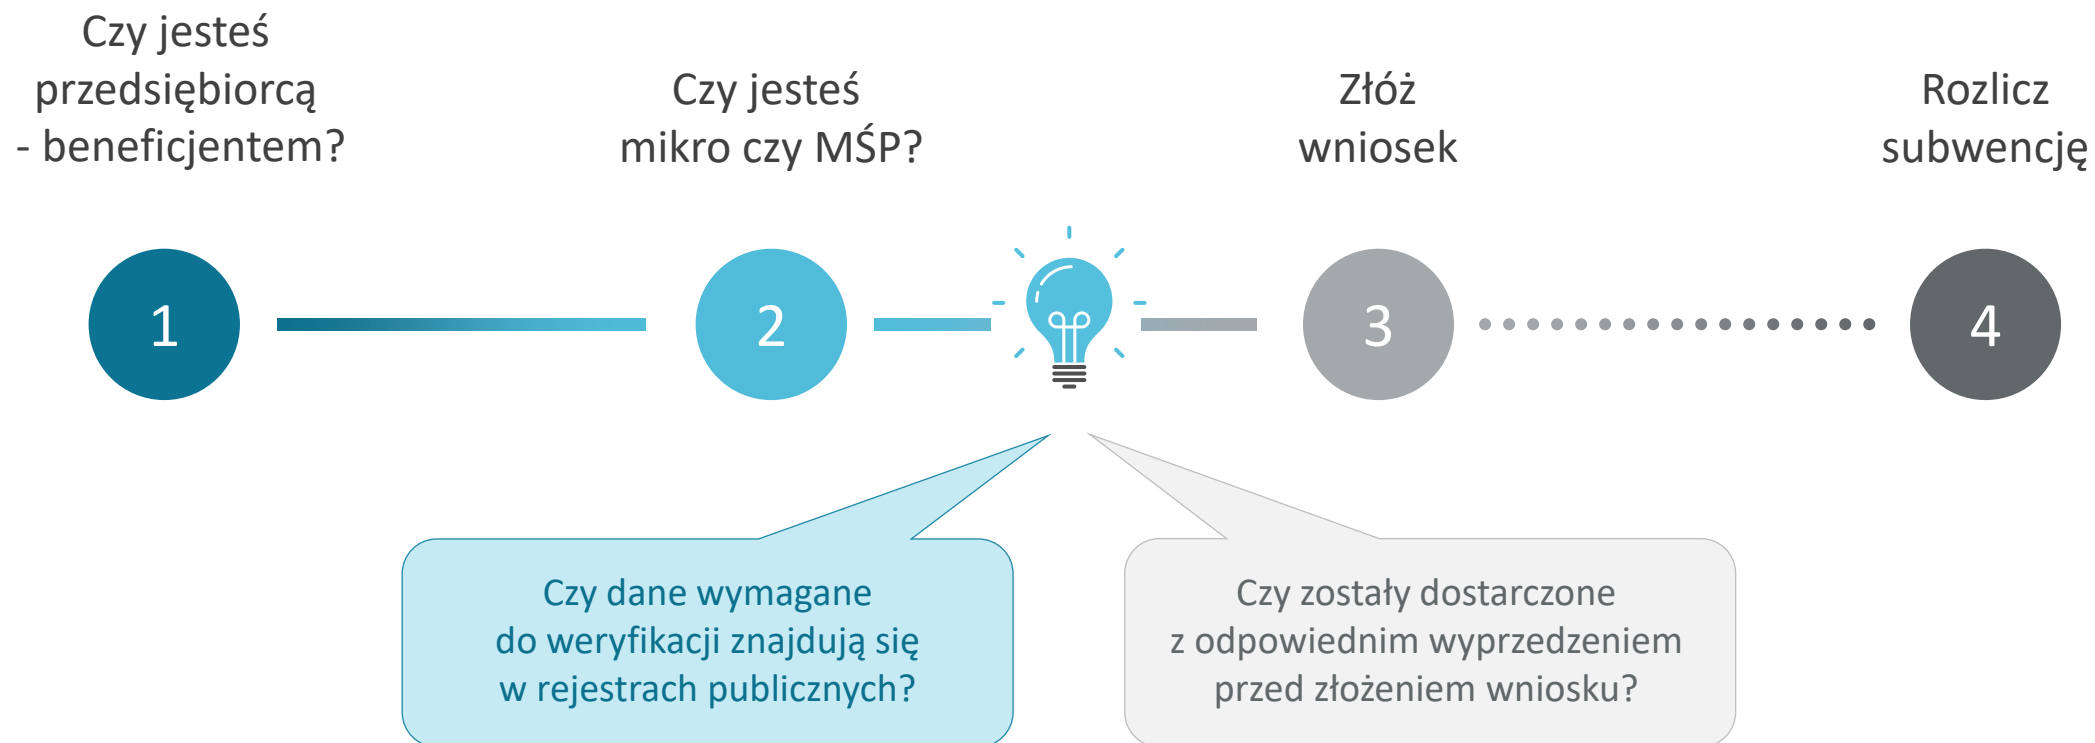 Czy jesteś
przedsiębiorcą
- beneficjentem?
Czy jesteś
mikro czy MŚP?
Złóż
wniosek
Rozlicz
subwencję
1
2
3
4
Czy dane wymagane
do weryfikacji znajdują się
w rejestrach publicznych?
Czy zostały dostarczone
z odpowiednim wyprzedzeniem
przed złożeniem wniosku?